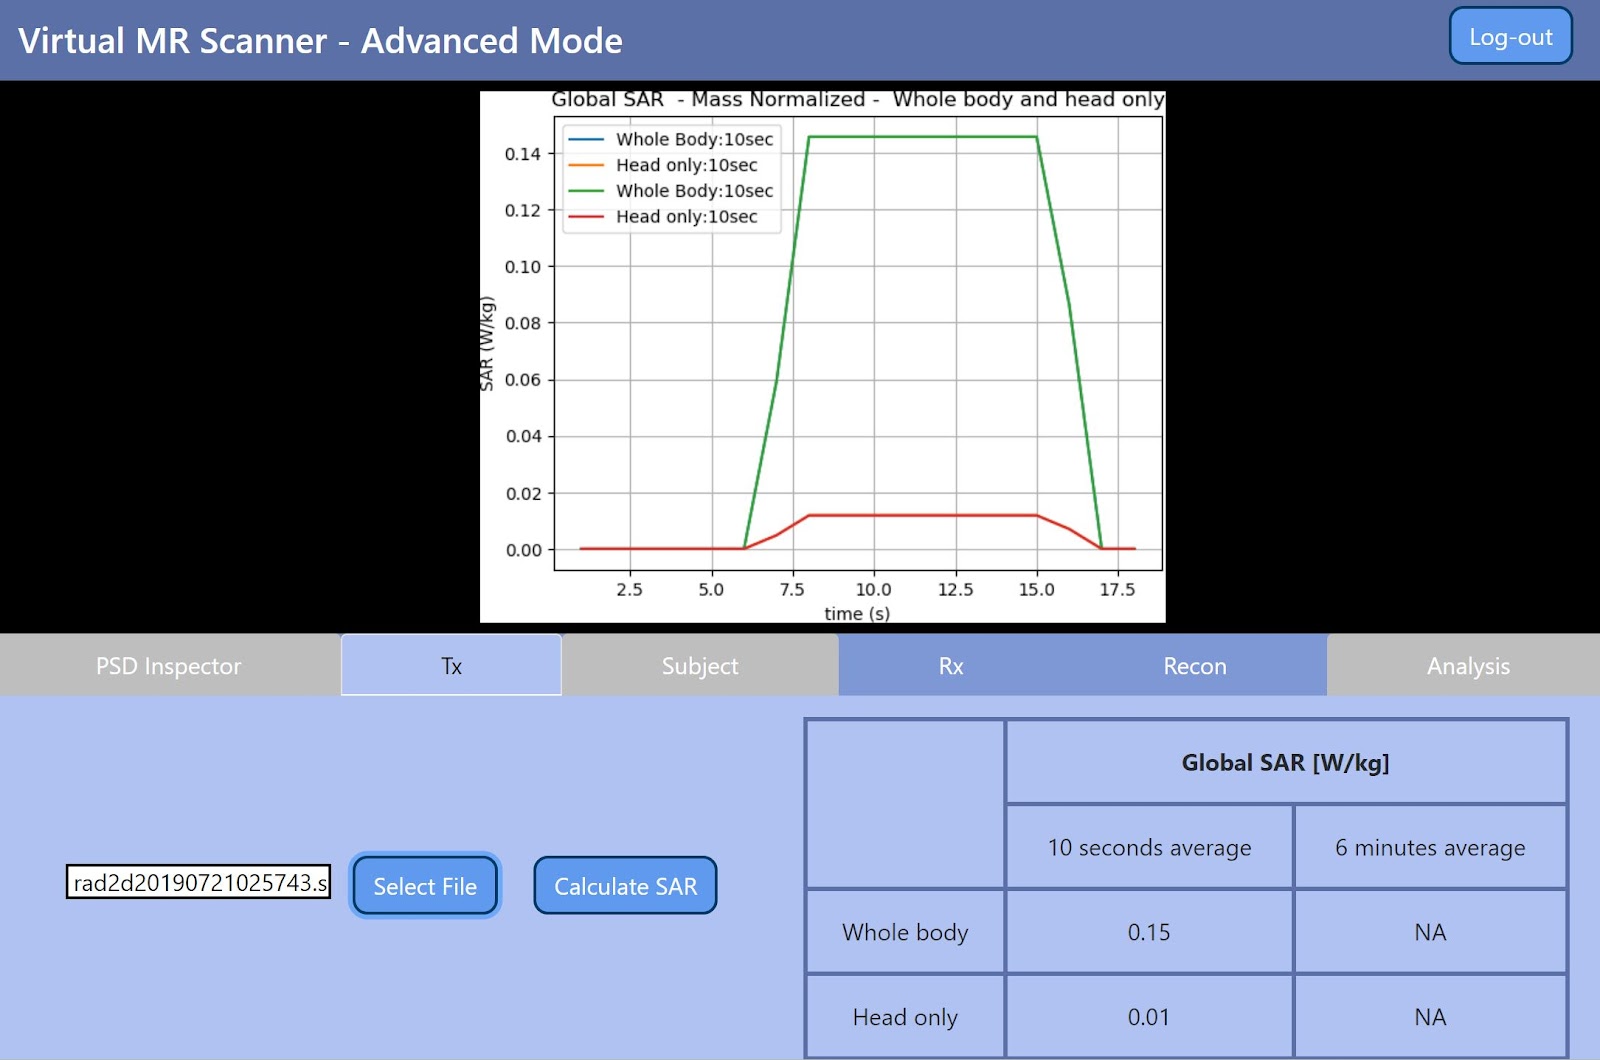 Virtual MR Scanner - Advanced Mode
Log-out
Global SAR - Mass Normalized - Whole body and head only
Whole Body:10sec
Head only:10sec
Whole Body:10sec
Head only:10sec
0.14
0.12
0.10
0.08
0.06
0.04
0.02
0.00
SAR (W/kg)
2.5 5.0 7.5 10.0 12.5 15.0 17.5
time (s)
PSD Inspector Tx Subject Rx Recon Analysis
Global SAR [W/kg]
10 seconds average 6 minutes average
rad2d20190721025743.s Select File Calculate SAR
Whole body 0.15 NA
Head only 0.01 NA